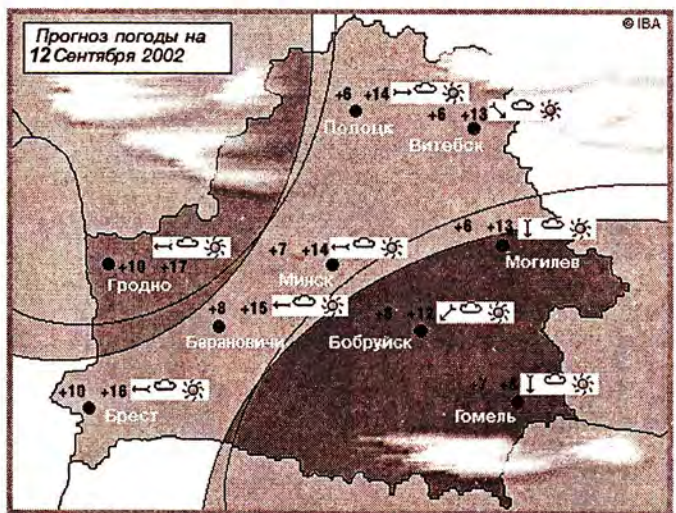 Прогноз погоды на
12 Сентября 2002
© IBA
+6 +14
Полоцк
+6 +13
Витебск
+6 +13
Могилев
+10 +17
Гродно
+7 +14
Минск
+8 +15
Барановичи
+8 +12
Бобруйск
+10 +16
Брест
+7
Гомель